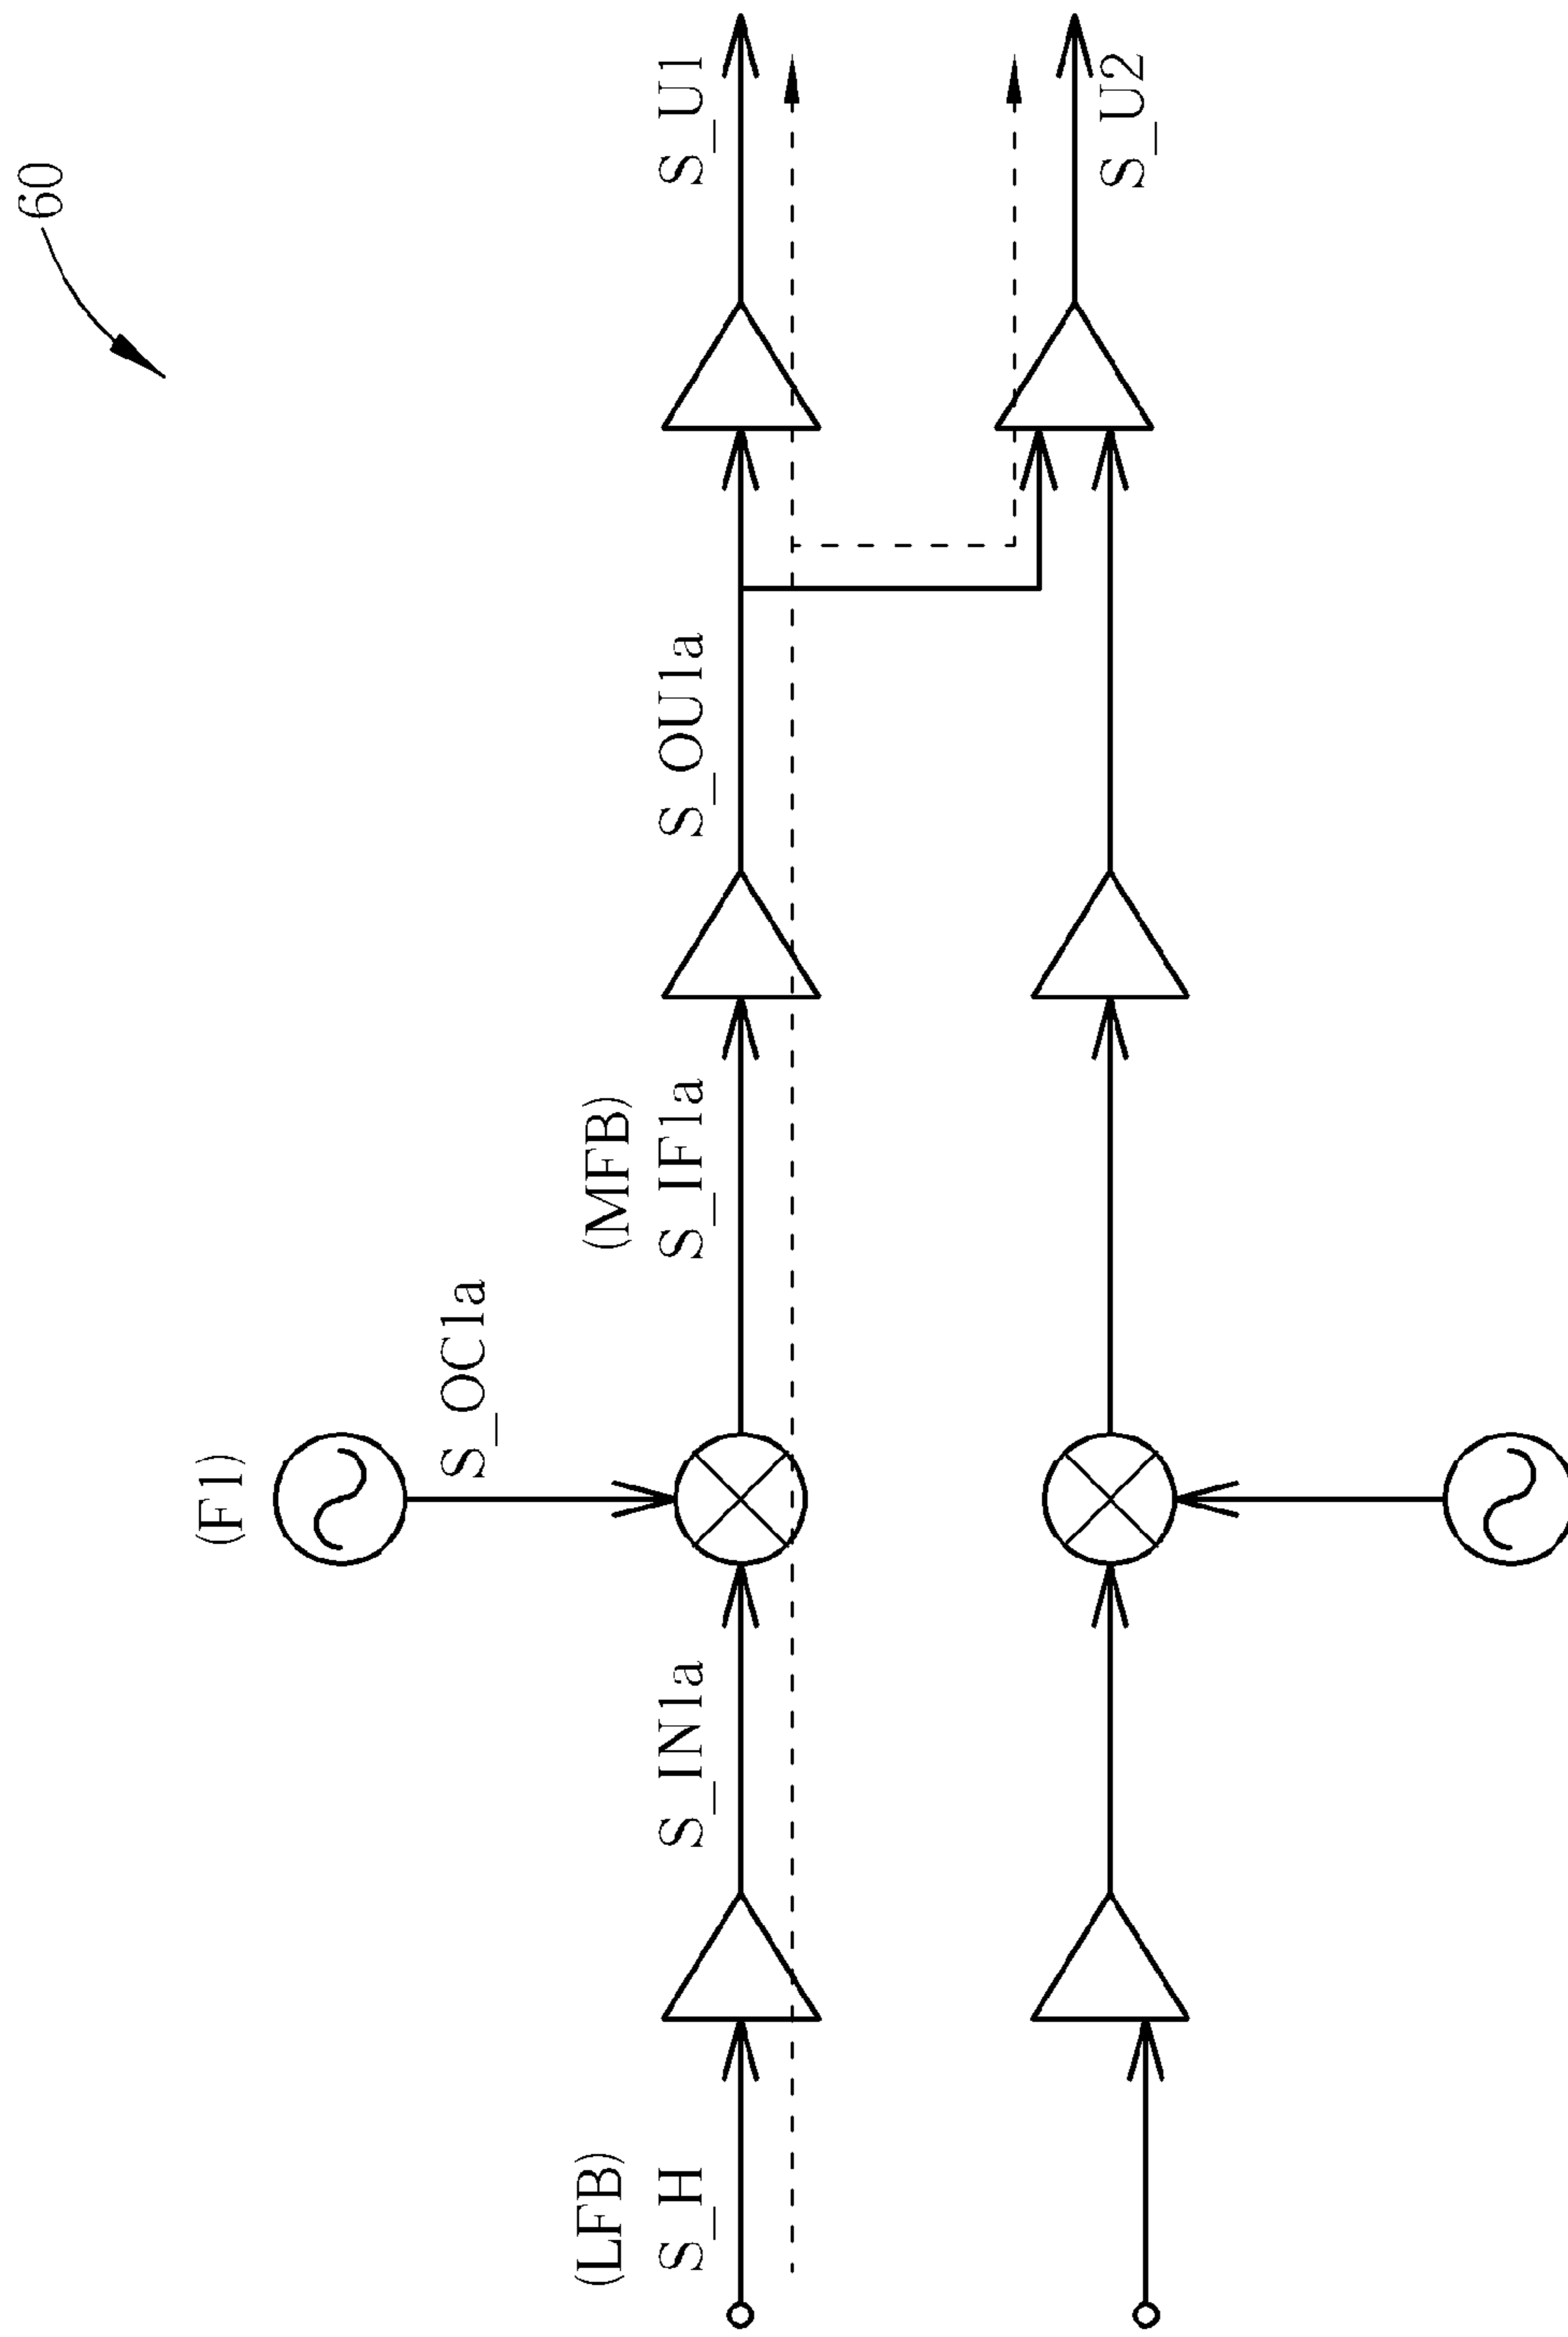 60
(F1)
S_OC1a
(LFB)
S_H
S_IN1a
(MFB)
S_IF1a
S_OU1a
S_U1
S_U2